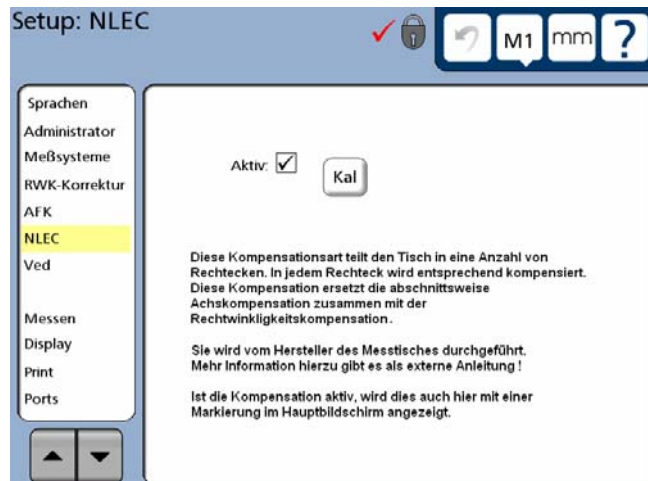 Setup: NLEC
M1
mm
?
Sprachen
Administrator
Meßsysteme
RWK-Korrektur
AFK
NLEC
Ved
Messen
Display
Print
Ports
Aktiv:
Kal
Diese Kompensationsart teilt den Tisch in eine Anzahl von
Rechtecken. In jedem Rechteck wird entsprechend kompensiert.
Diese Kompensation ersetzt die abschnittsweise
Achskompensation zusammen mit der
Rechtwinkligkeitskompensation.
Sie wird vom Hersteller des Messtisches durchgeführt.
Mehr Information hierzu gibt es als externe Anleitung !
Ist die Kompensation aktiv, wird dies auch hier mit einer
Markierung im Hauptbildschirm angezeigt.